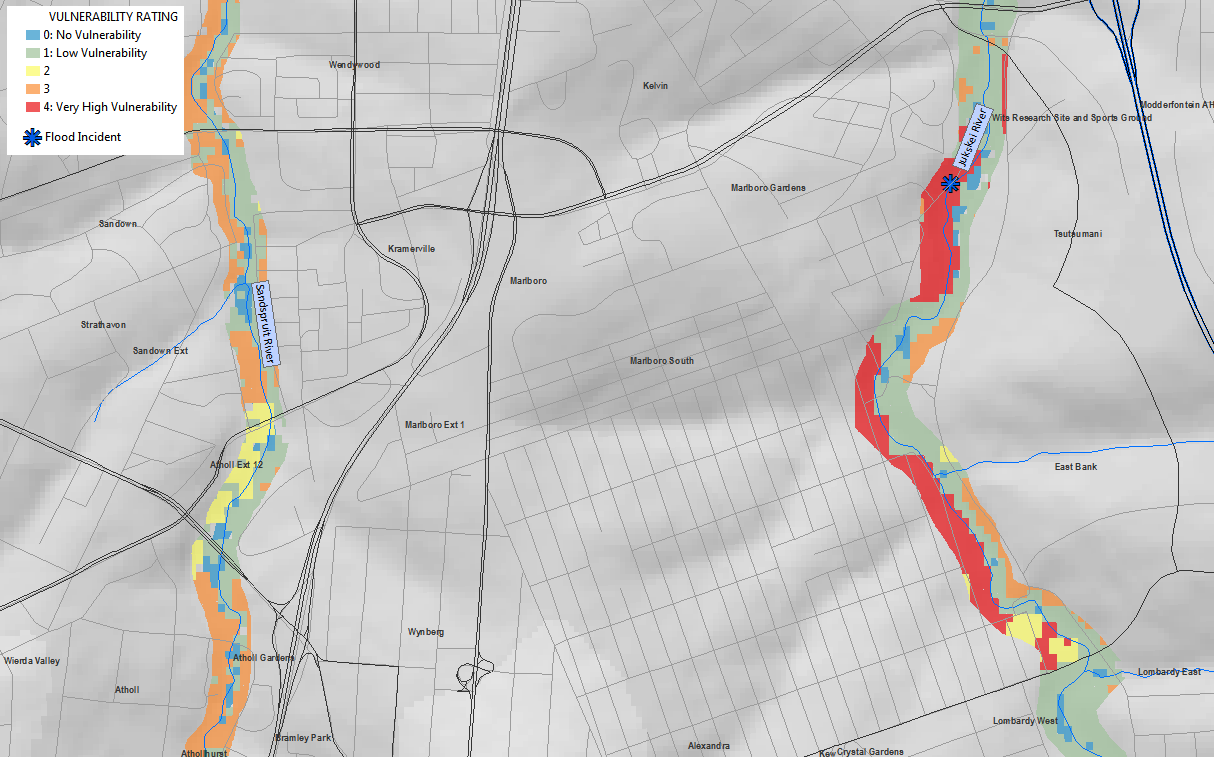 VULNERABILITY RATING
0: No Vulnerability
1: Low Vulnerability
2
3
4: Very High Vulnerability
Flood Incident
Wendywood
Kelvin
Modderfontein AH
Wits Research Site and Sports Ground
Jukskei River
Marlboro Gardens
Sandown
Tsutsumani
Kramerville
Marlboro
Sandspruit River
Strathavon
Sandown Ext
Marlboro South
Marlboro Ext 1
Atholl Ext 12
East Bank
Wynberg
Wierda Valley
Atholl Gardens
Lombardy East
Atholl
Lombardy West
Bramley Park
Alexandra
Athollhurst
Kew
Crystal Gardens